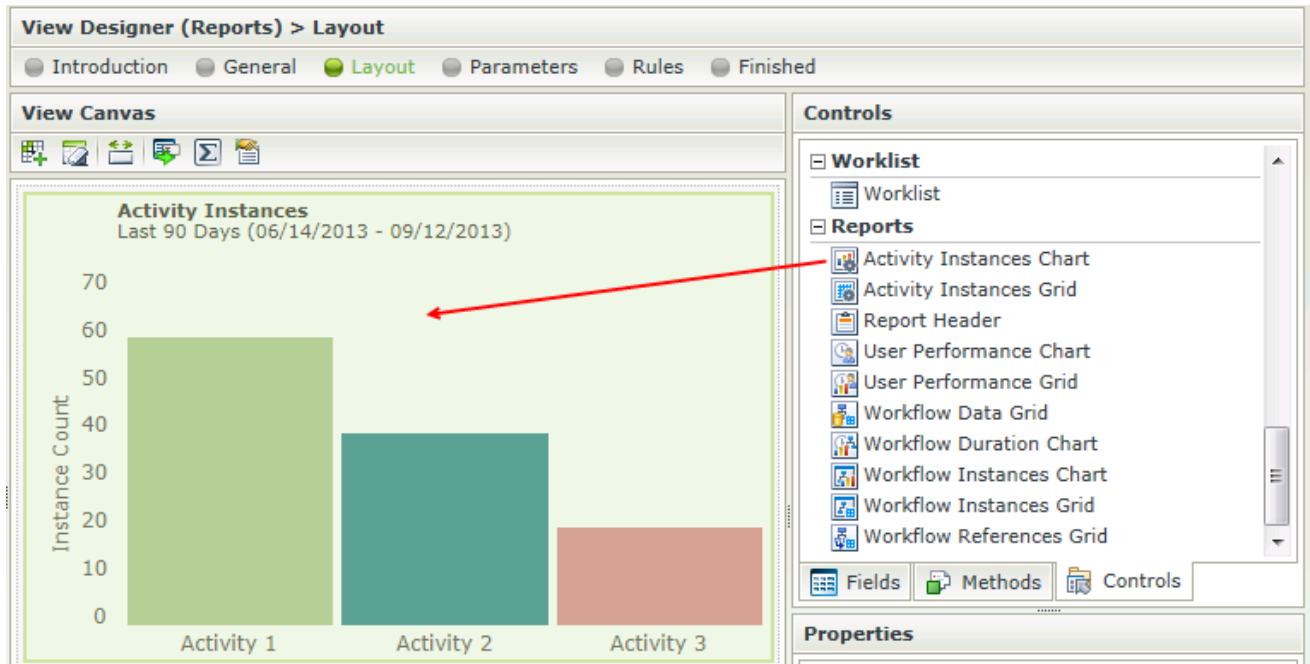 View Designer (Reports) > Layout
Introduction General Layout Parameters Rules Finished
View Canvas
Activity Instances
Last 90 Days (06/14/2013 - 09/12/2013)
70
60
50
40
30
20
10
0
Instance Count
Activity 1 Activity 2 Activity 3
Controls
Worklist
Worklist
Reports
Activity Instances Chart
Activity Instances Grid
Report Header
User Performance Chart
User Performance Grid
Workflow Data Grid
Workflow Duration Chart
Workflow Instances Chart
Workflow Instances Grid
Workflow References Grid
Fields Methods Controls
Properties